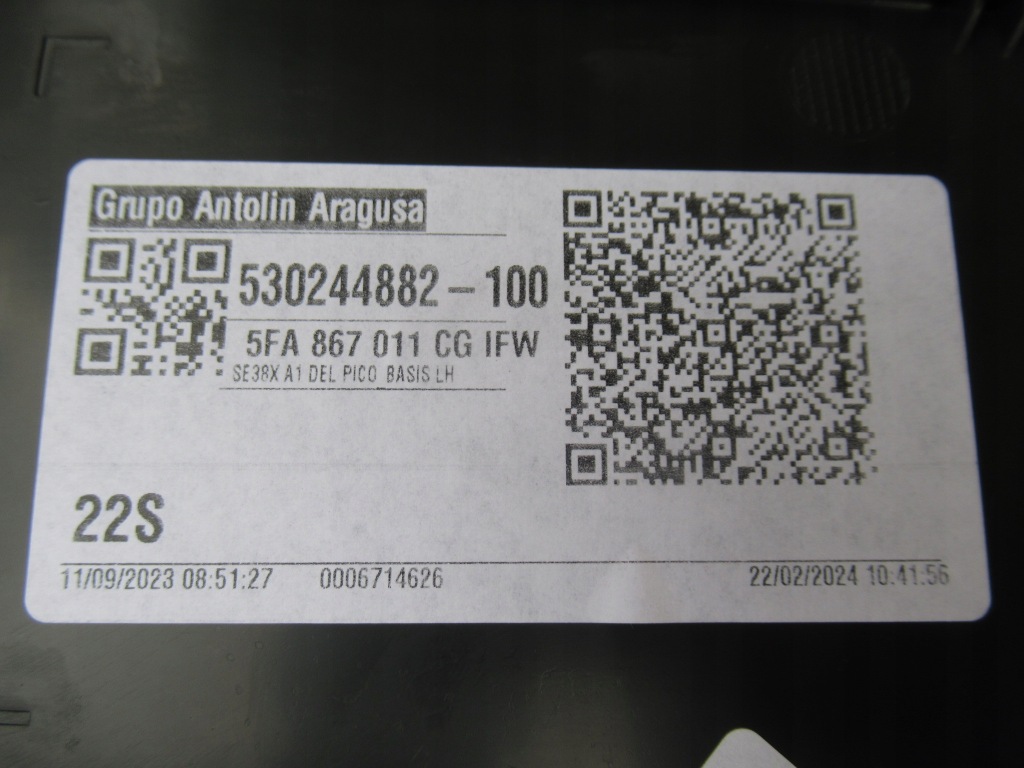 Grupo Antolin Aragusa
530244882 - 100
5FA 867 011 CG IFW
SE38X A1 DEL PICO BASIS LH
22S
11/09/2023 08:51:27 0006714626 22/02/2024 10:41:56